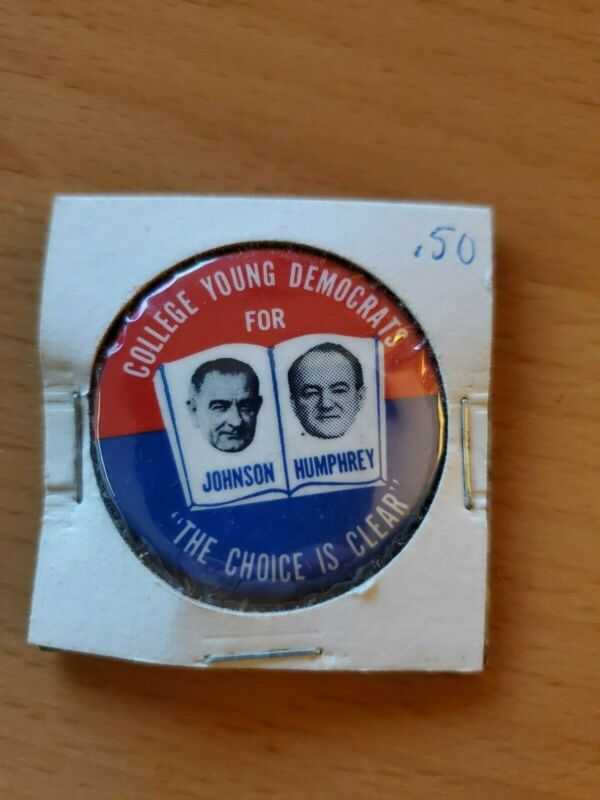 .50
COLLEGE YOUNG DEMOCRATS
FOR
JOHNSON HUMPHREY
"THE CHOICE IS CLEAR"